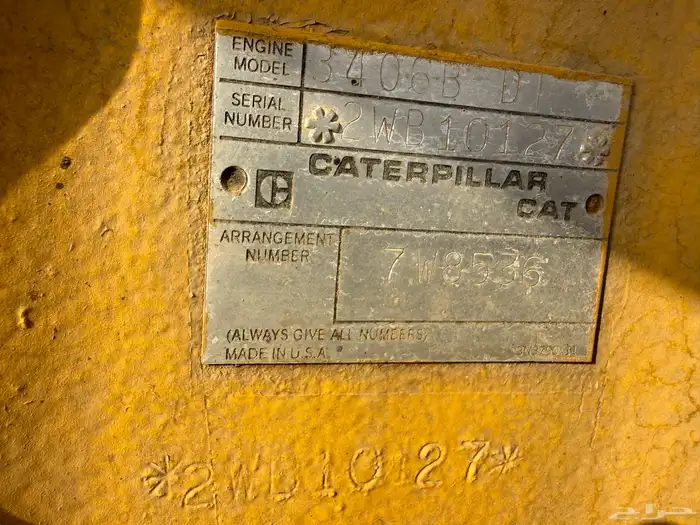 ENGINE MODEL 3406B DI
SERIAL NUMBER *2WB10127*
CATERPILLAR
CAT
ARRANGEMENT NUMBER 7W8536
(ALWAYS GIVE ALL NUMBERS)
MADE IN U.S.A.
*2WB10127*
حراج